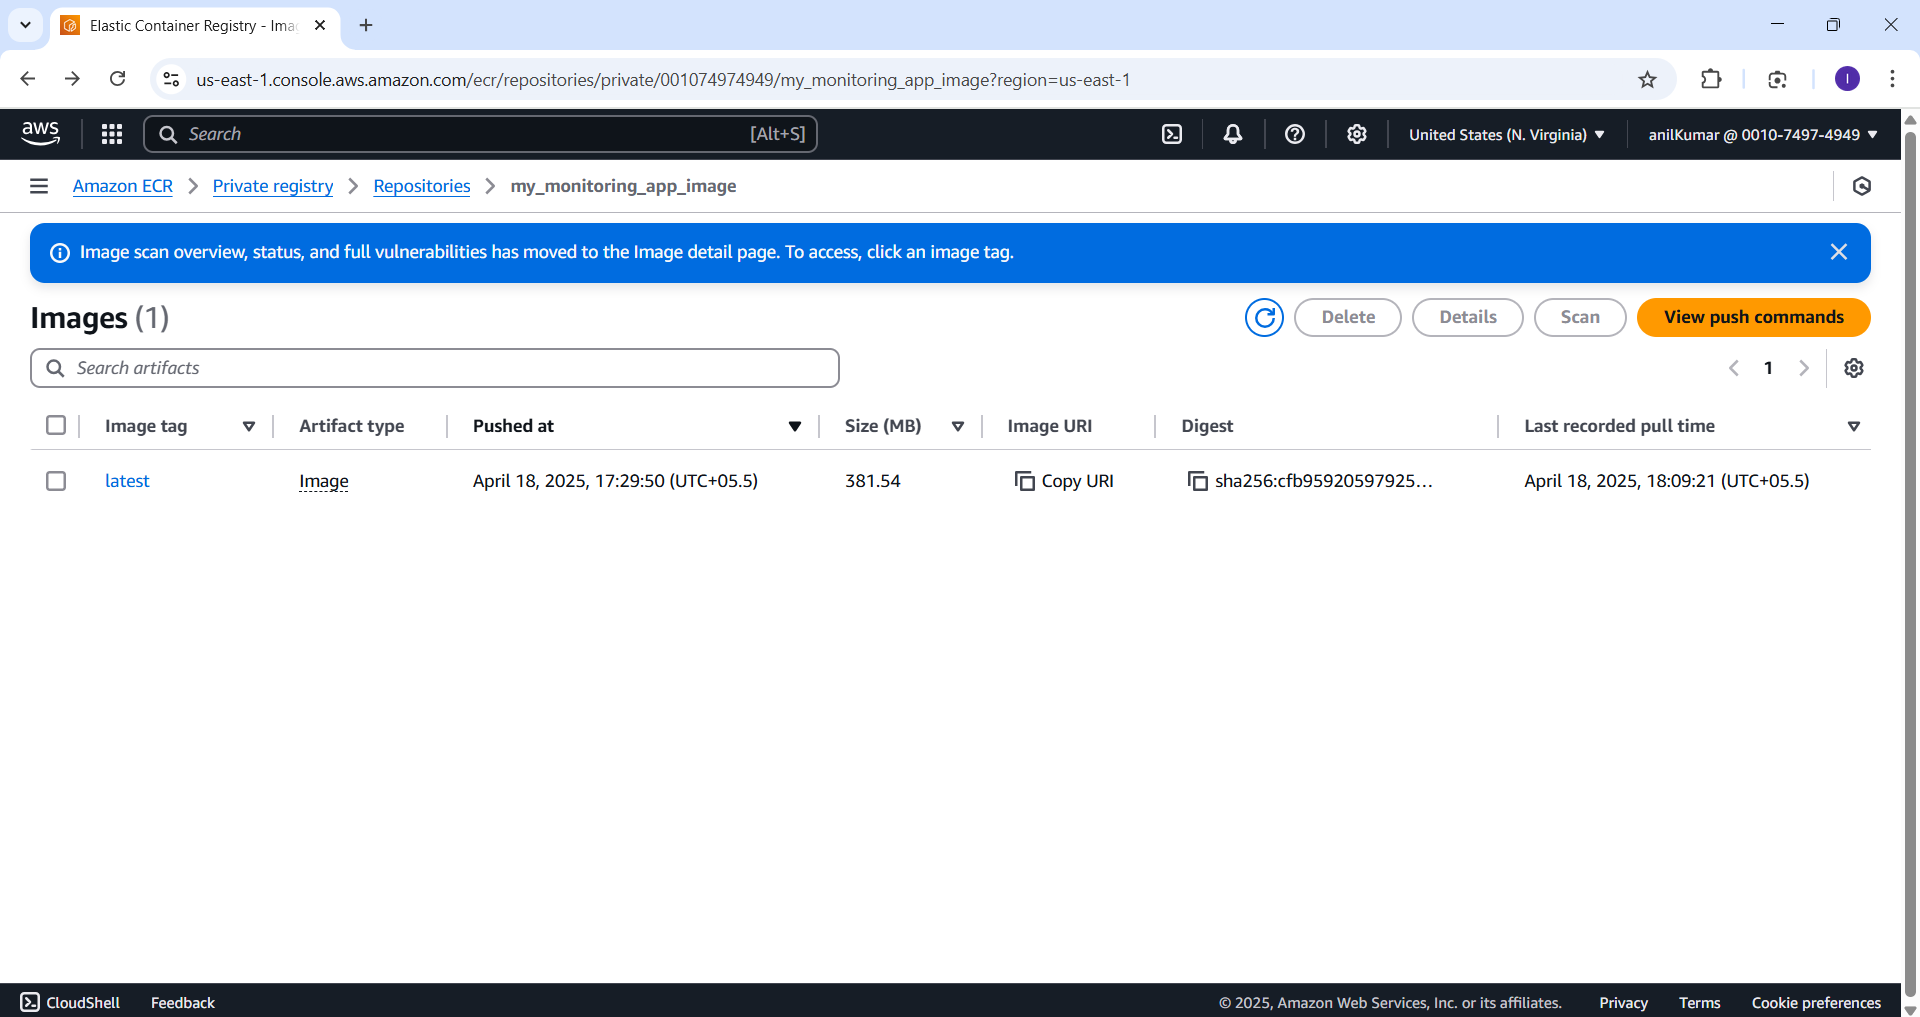 Elastic Container Registry - Ima
us-east-1.console.aws.amazon.com/ecr/repositories/private/001074974949/my_monitoring_app_image?region=us-east-1
I
aws
Search [Alt+S]
United States (N. Virginia)
anilKumar @ 0010-7497-4949
Amazon ECR
Private registry
Repositories
my_monitoring_app_image
Image scan overview, status, and full vulnerabilities has moved to the Image detail page. To access, click an image tag.
Images (1)
Delete
Details
Scan
View push commands
Search artifacts
1
Image tag
Artifact type
Pushed at
Size (MB)
Image URI
Digest
Last recorded pull time
latest
Image
April 18, 2025, 17:29:50 (UTC+05.5)
381.54
Copy URI
sha256:cfb95920597925...
April 18, 2025, 18:09:21 (UTC+05.5)
CloudShell
Feedback
© 2025, Amazon Web Services, Inc. or its affiliates.
Privacy
Terms
Cookie preferences